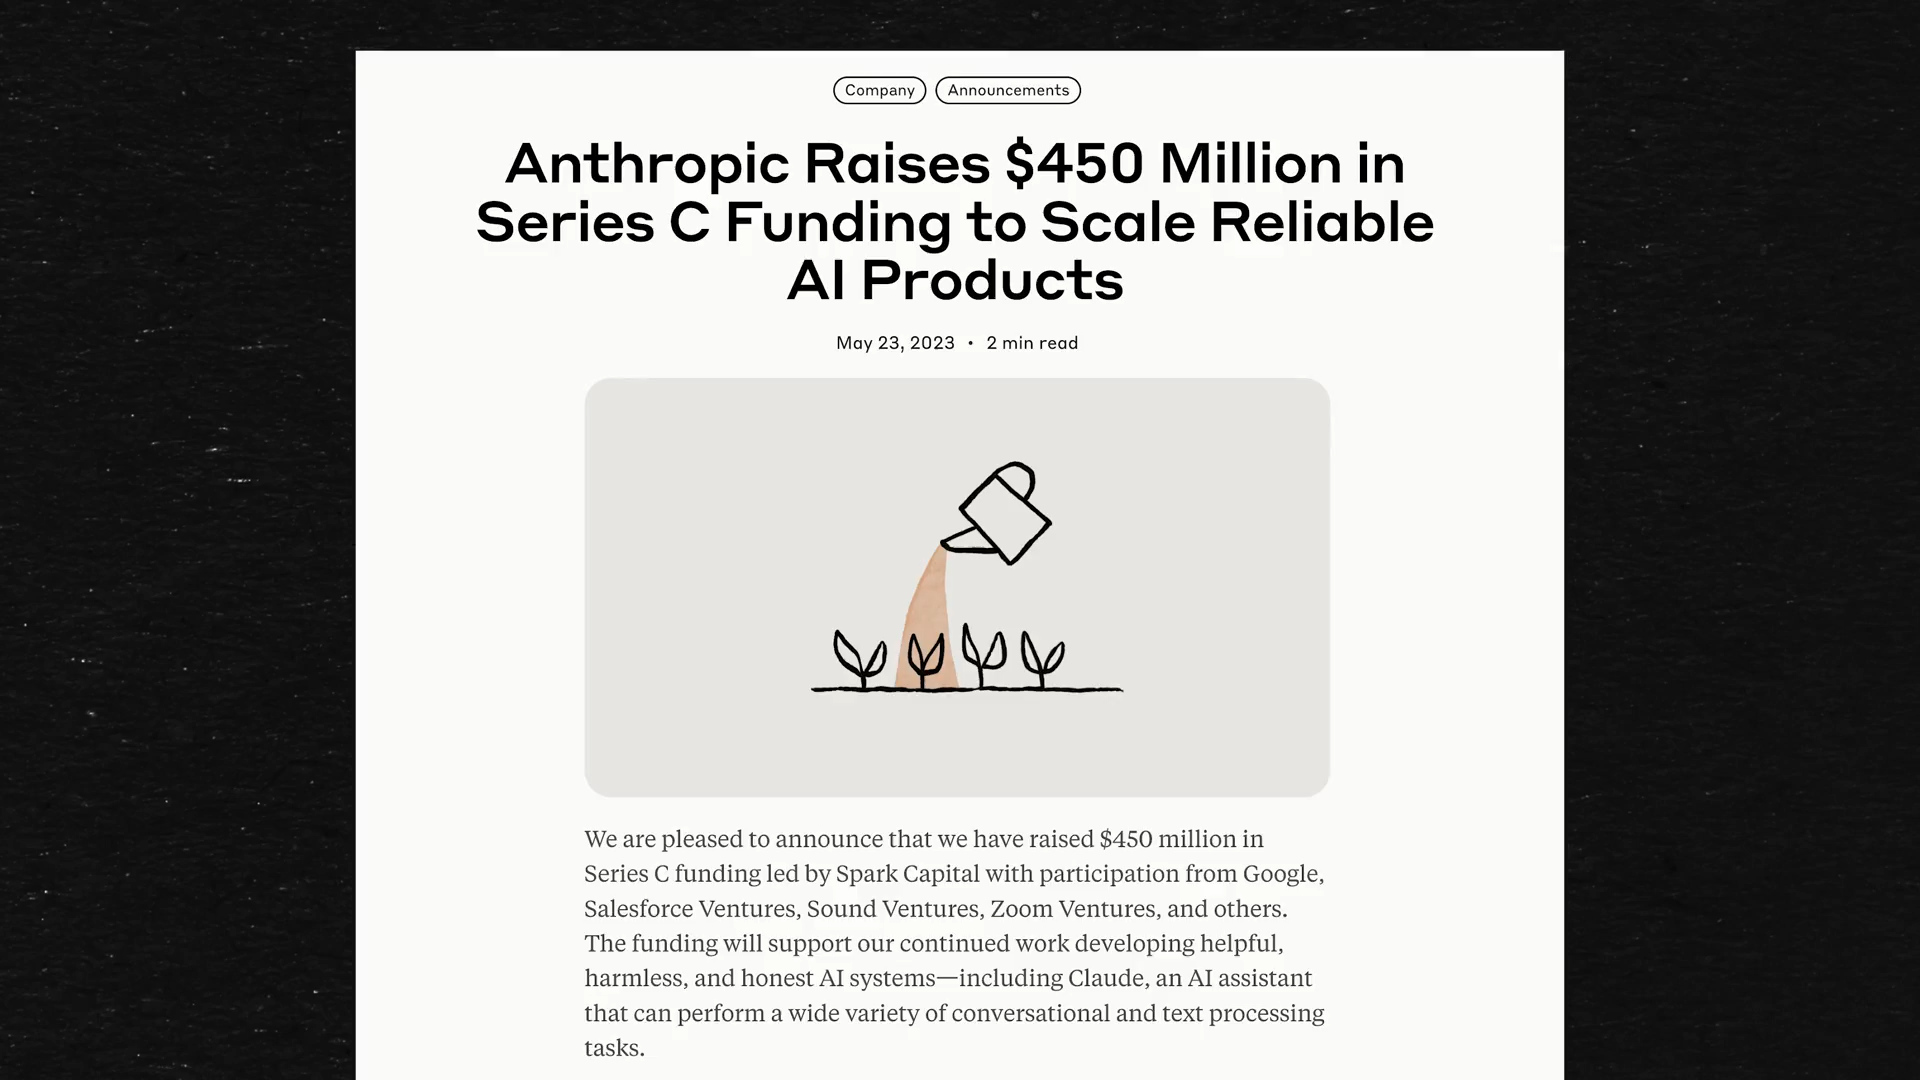 Company
Announcements
Anthropic Raises $450 Million in
Series C Funding to Scale Reliable
AI Products
May 23, 2023 • 2 min read
We are pleased to announce that we have raised $450 million in
Series C funding led by Spark Capital with participation from Google,
Salesforce Ventures, Sound Ventures, Zoom Ventures, and others.
The funding will support our continued work developing helpful,
harmless, and honest AI systems—including Claude, an AI assistant
that can perform a wide variety of conversational and text processing
tasks.